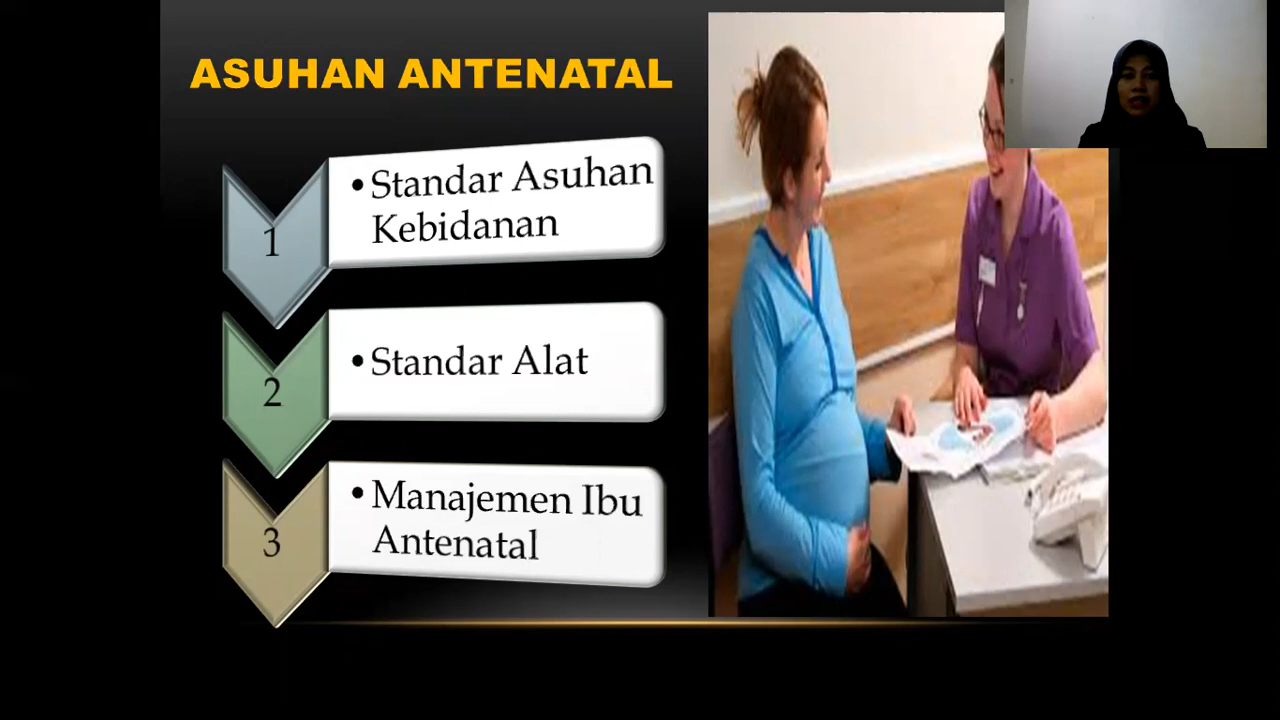 ASUHAN ANTENATAL
1
•Standar Asuhan
Kebidanan
2
•Standar Alat
3
•Manajemen Ibu
Antenatal